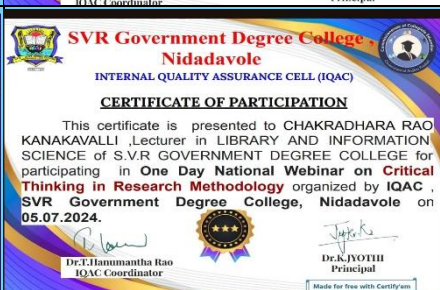 IQAC Coordinator Principal
SVR Government Degree College ,
Nidadavole
INTERNAL QUALITY ASSURANCE CELL (IQAC)
CERTIFICATE OF PARTICIPATION
This certificate is presented to CHAKRADHARA RAO
KANAKAVALLI ,Lecturer in LIBRARY AND INFORMATION
SCIENCE of S.V.R GOVERNMENT DEGREE COLLEGE for
participating in One Day National Webinar on Critical
Thinking in Research Methodology organized by IQAC ,
SVR Government Degree College, Nidadavole on
05.07.2024.
Dr.T.Hanumantha Rao
IQAC Coordinator
Dr.K.JYOTHI
Principal
Made for free with Certify'em